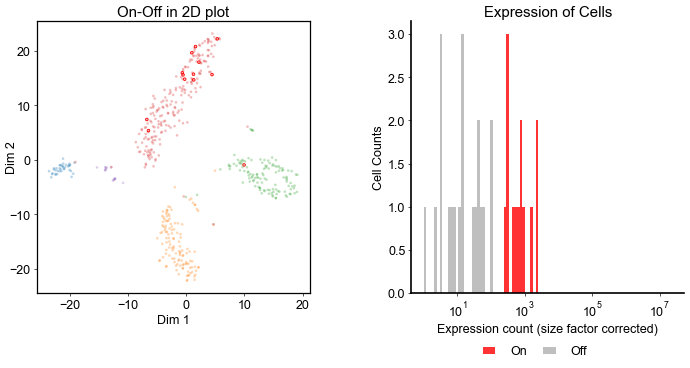 On-Off in 2D plot
20
10
0
−10
−20
Dim 2
−20 −10 0 10 20
Dim 1
Expression of Cells
3.0
2.5
2.0
1.5
1.0
0.5
0.0
Cell Counts
10^1 10^3 10^5 10^7
Expression count (size factor corrected)
On Off